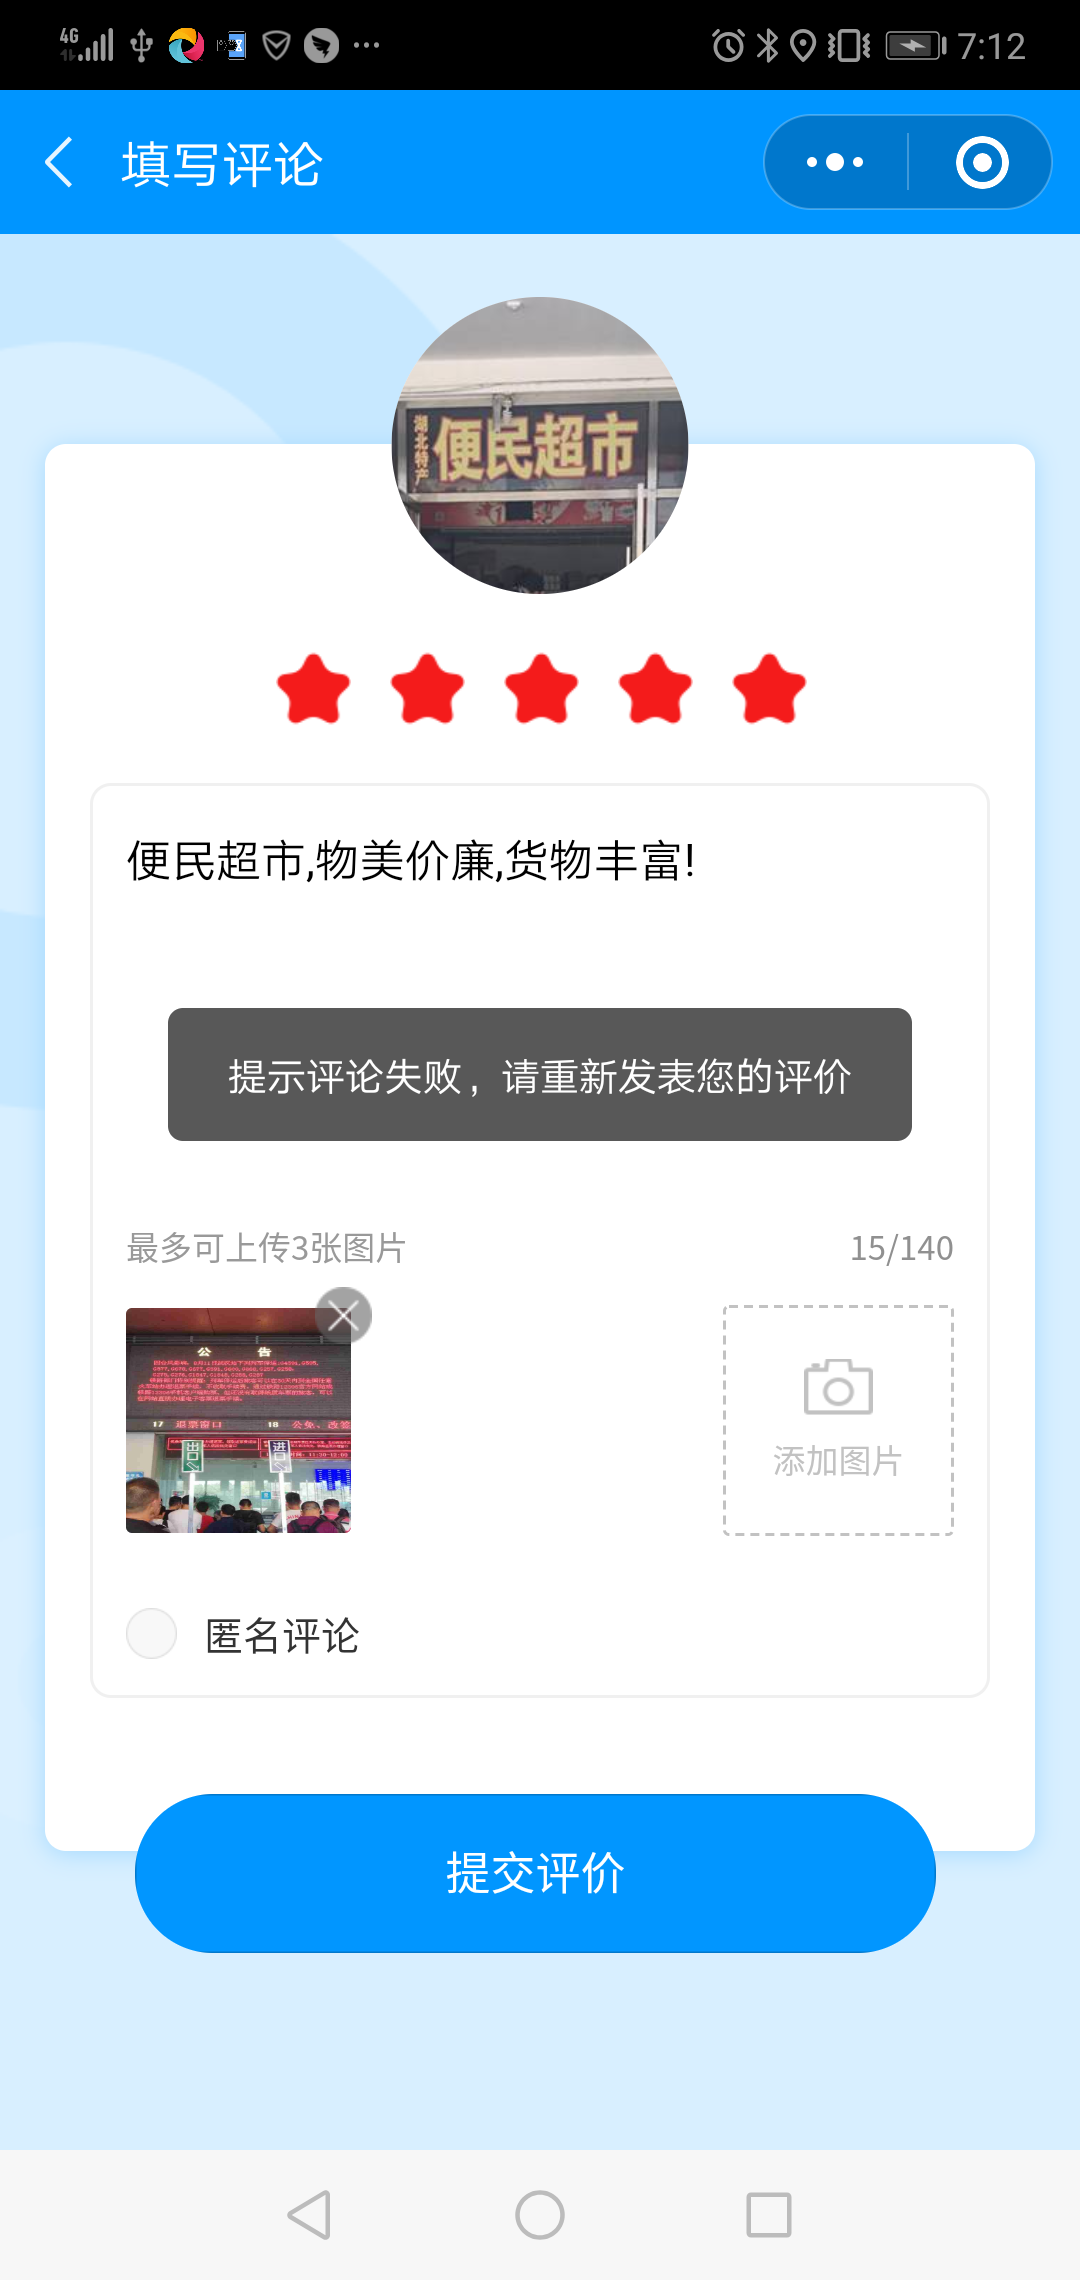 4G
7:12
填写评论
湖北特产
便民超市
便民超市,物美价廉,货物丰富!
提示评论失败，请重新发表您的评价
最多可上传3张图片
15/140
公 告
17 退票窗口 18 公免、改签
出口
进口
添加图片
匿名评论
提交评价